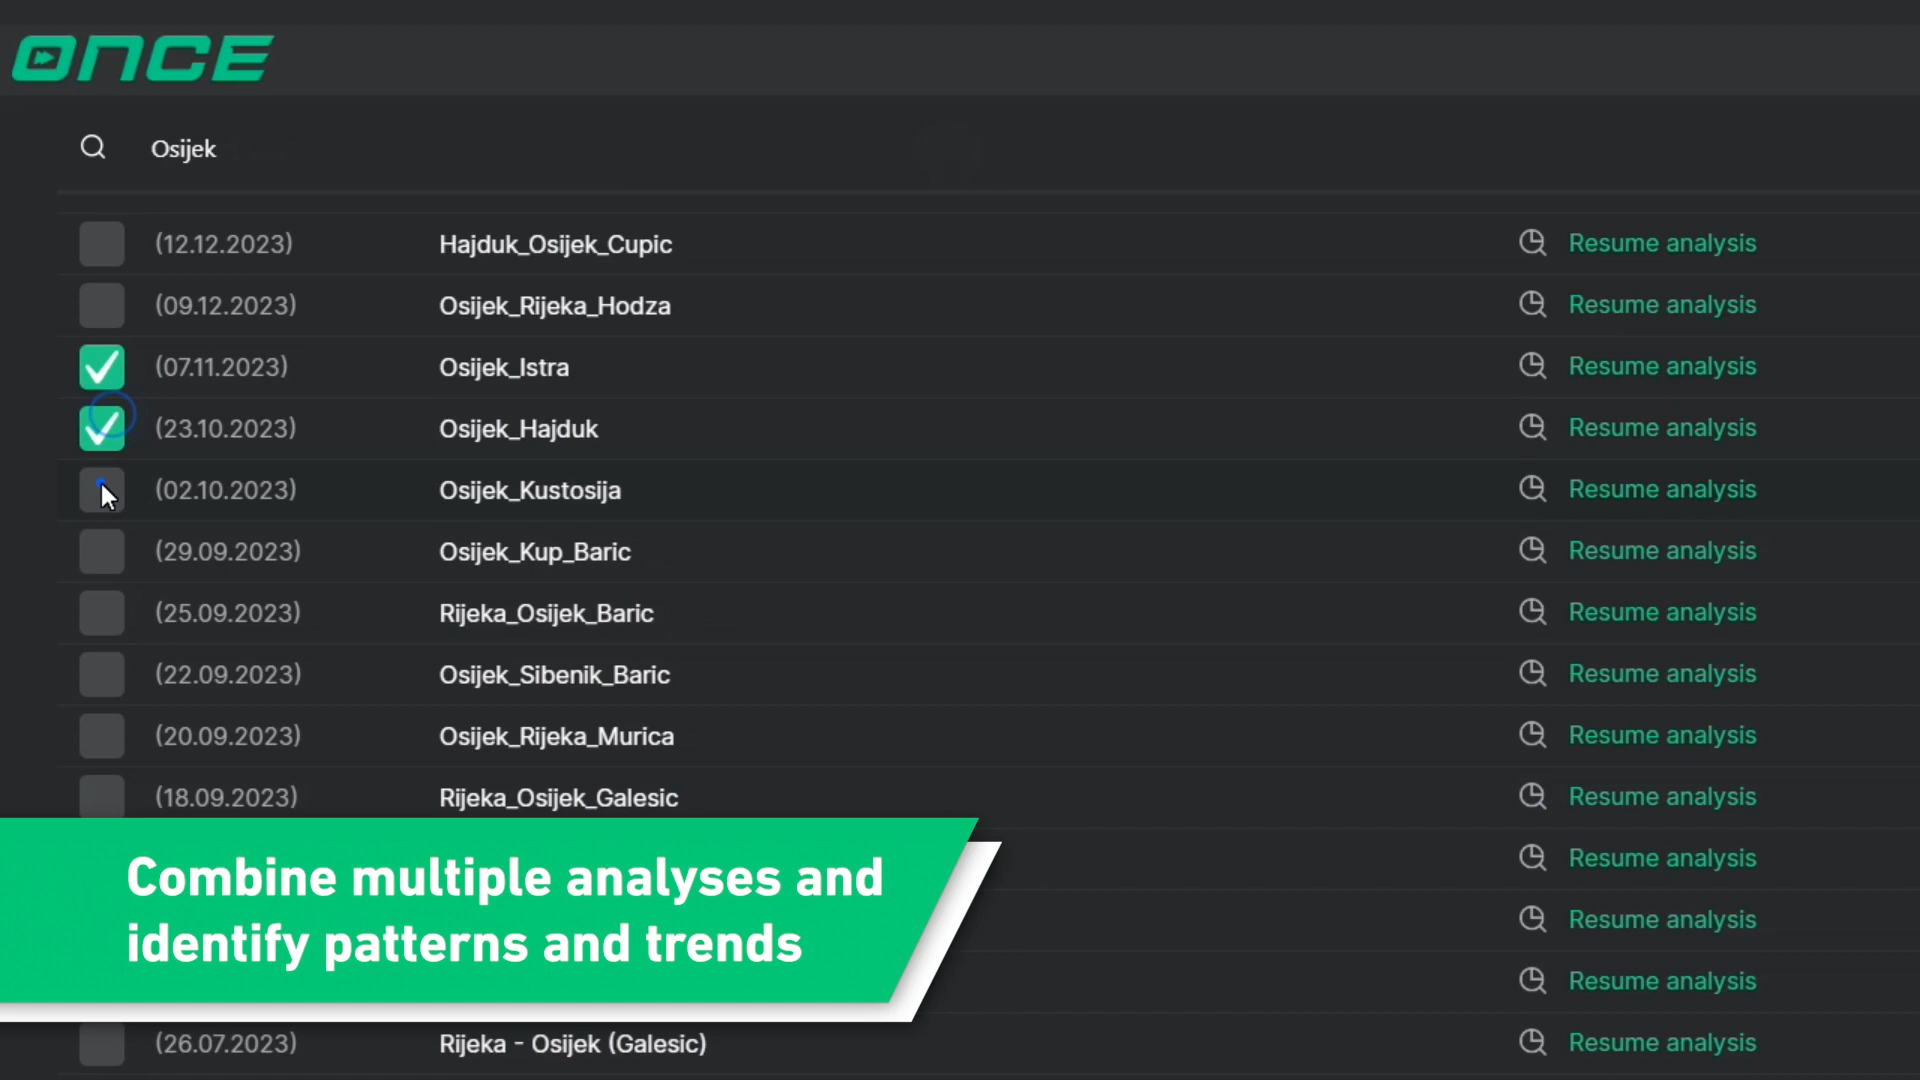 ONCE
Osijek
(12.12.2023) Hajduk_Osijek_Cupic Resume analysis
(09.12.2023) Osijek_Rijeka_Hodza Resume analysis
(07.11.2023) Osijek_Istra Resume analysis
(23.10.2023) Osijek_Hajduk Resume analysis
(02.10.2023) Osijek_Kustosija Resume analysis
(29.09.2023) Osijek_Kup_Baric Resume analysis
(25.09.2023) Rijeka_Osijek_Baric Resume analysis
(22.09.2023) Osijek_Sibenik_Baric Resume analysis
(20.09.2023) Osijek_Rijeka_Murica Resume analysis
(18.09.2023) Rijeka_Osijek_Galesic Resume analysis
Resume analysis
Combine multiple analyses and
Resume analysis
identify patterns and trends
Resume analysis
(26.07.2023) Rijeka - Osijek (Galesic) Resume analysis